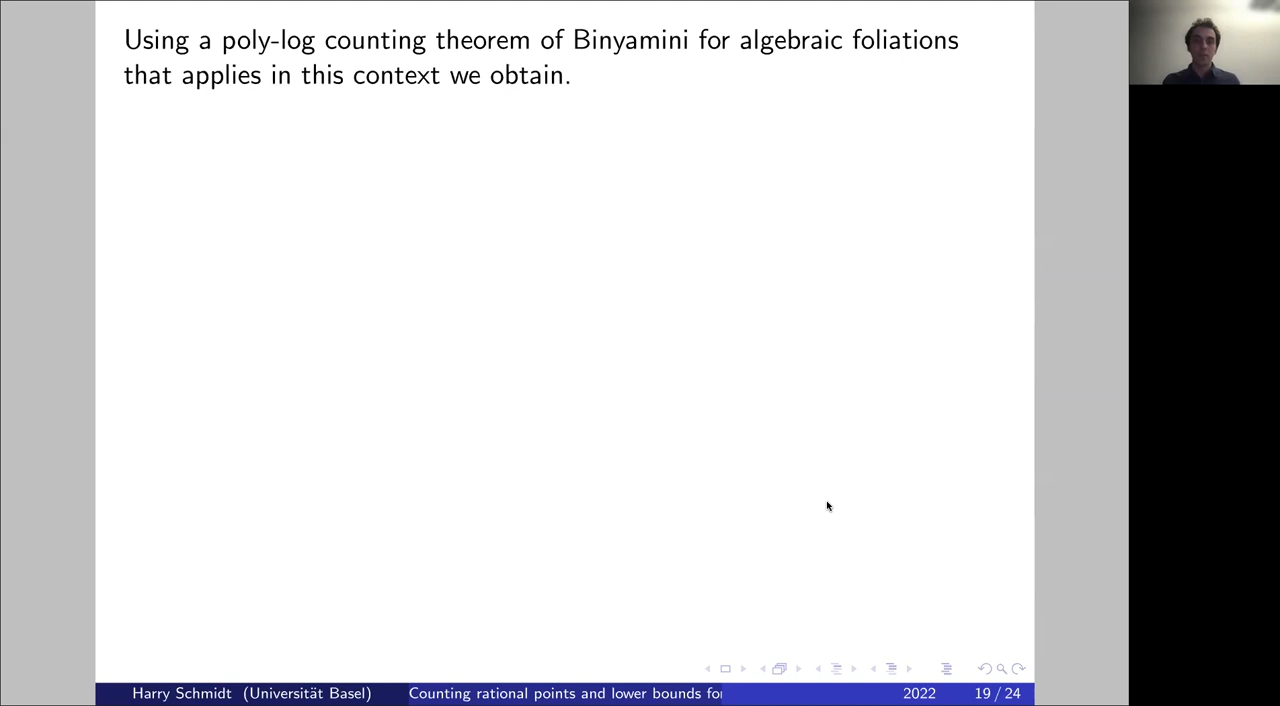 Using a poly-log counting theorem of Binyamini for algebraic foliations
that applies in this context we obtain.
Harry Schmidt (Universität Basel) Counting rational points and lower bounds for 2022 19 / 24